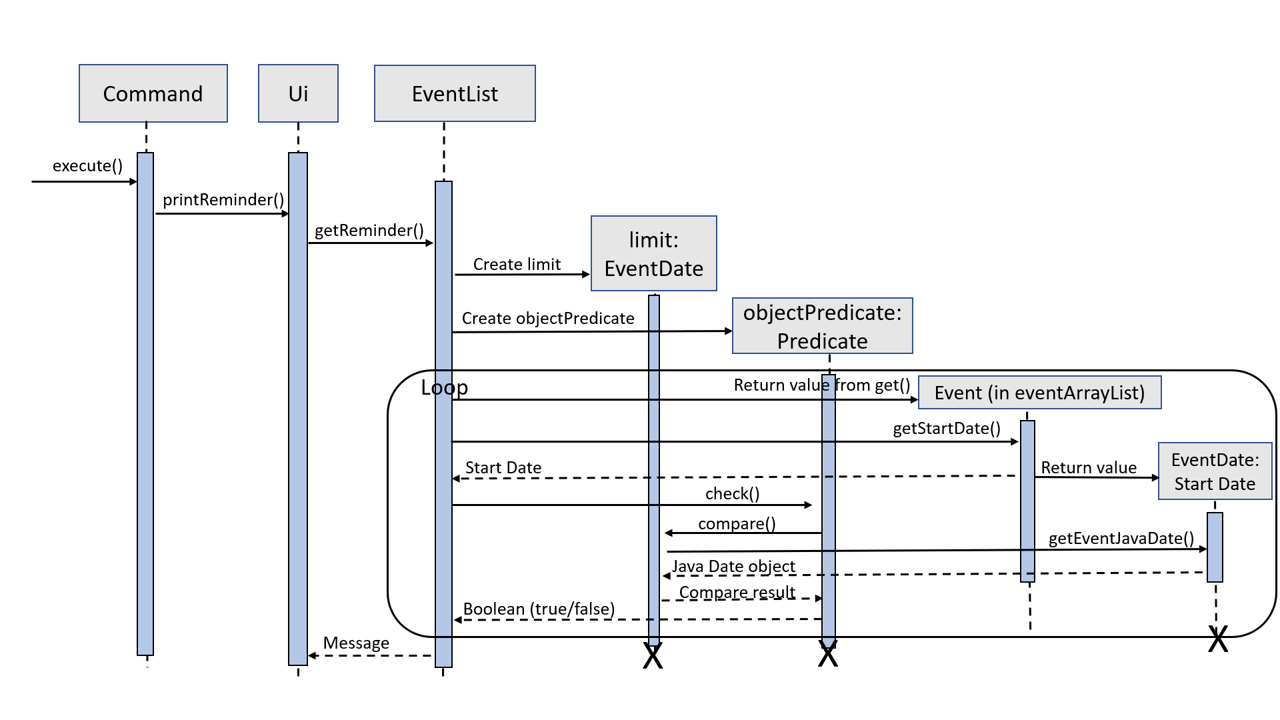 Command
Ui
EventList
execute()
printReminder()
getReminder()
limit:
EventDate
Create limit
objectPredicate:
Predicate
Create objectPredicate
Loop
Return value from get()
Event (in eventArrayList)
getStartDate()
Start Date
Return value
EventDate:
Start Date
check()
compare()
getEventJavaDate()
Java Date object
Compare result
Boolean (true/false)
Message
X
X
X